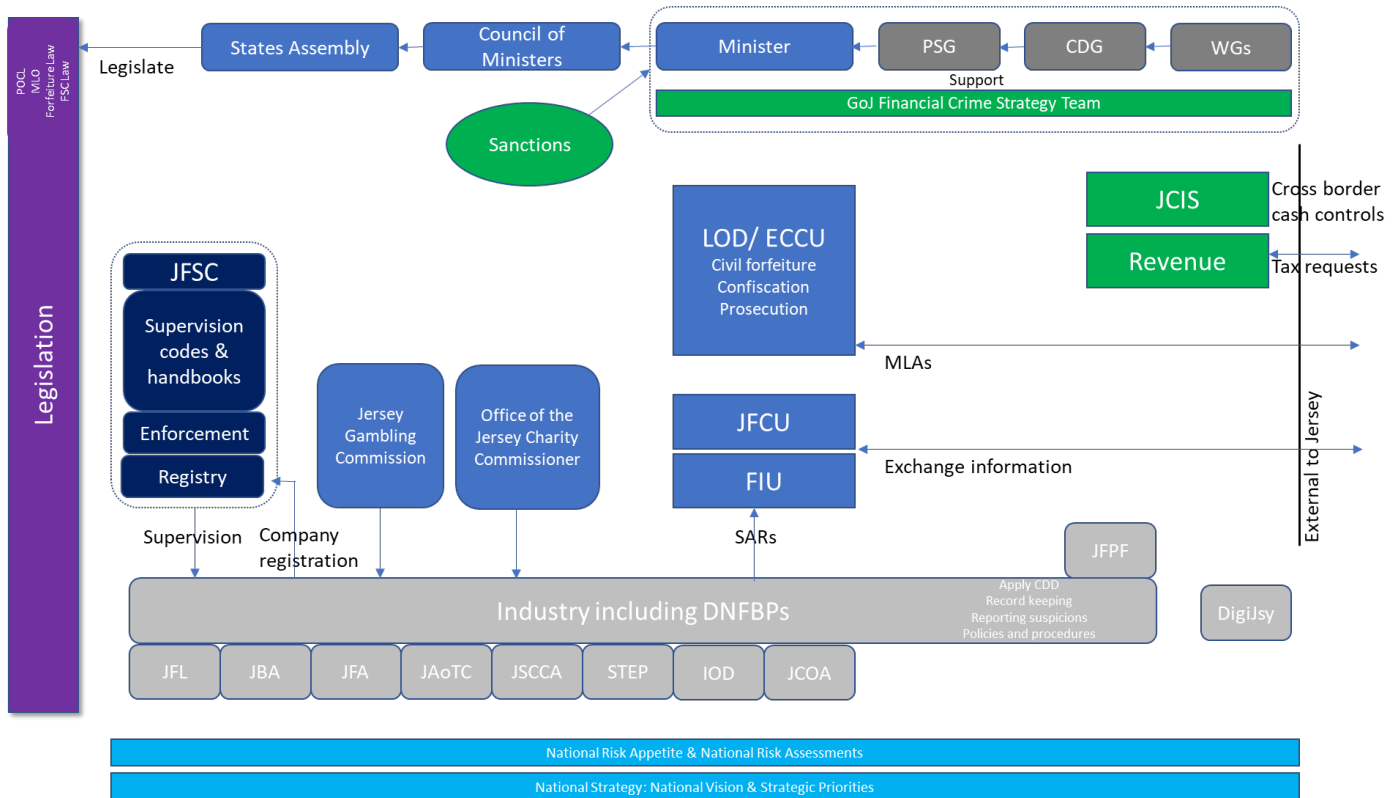 POCL
MLO
Forfeiture Law
FSC Law
Legislation
Legislate
States Assembly
Council of
Ministers
Minister
PSG
CDG
WGs
Support
GoJ Financial Crime Strategy Team
Sanctions
JCIS
Cross border
cash controls
Revenue
Tax requests
LOD/ ECCU
Civil forfeiture
Confiscation
Prosecution
MLAs
JFSC
Supervision
codes &
handbooks
Enforcement
Registry
Jersey
Gambling
Commission
Office of the
Jersey Charity
Commissioner
JFCU
FIU
Exchange information
External to Jersey
Supervision
Company
registration
SARs
JFPF
Industry including DNFBPs
Apply CDD
Record keeping
Reporting suspicions
Policies and procedures
DigiJsy
JFL
JBA
JFA
JAoTC
JSCCA
STEP
IOD
JCOA
National Risk Appetite & National Risk Assessments
National Strategy: National Vision & Strategic Priorities